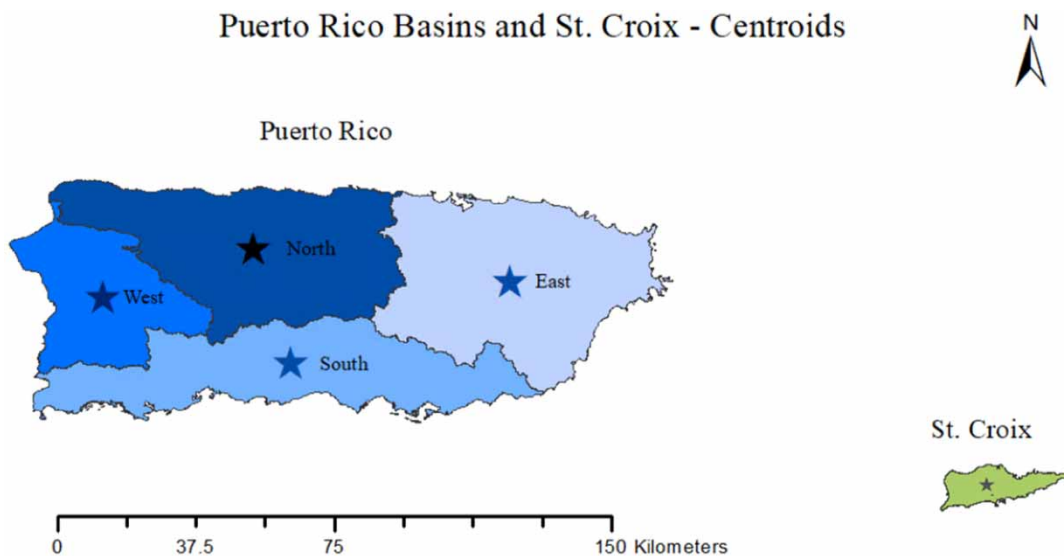 Puerto Rico Basins and St. Croix - Centroids
N
Puerto Rico
North
West
East
South
St. Croix
0 37.5 75 150 Kilometers